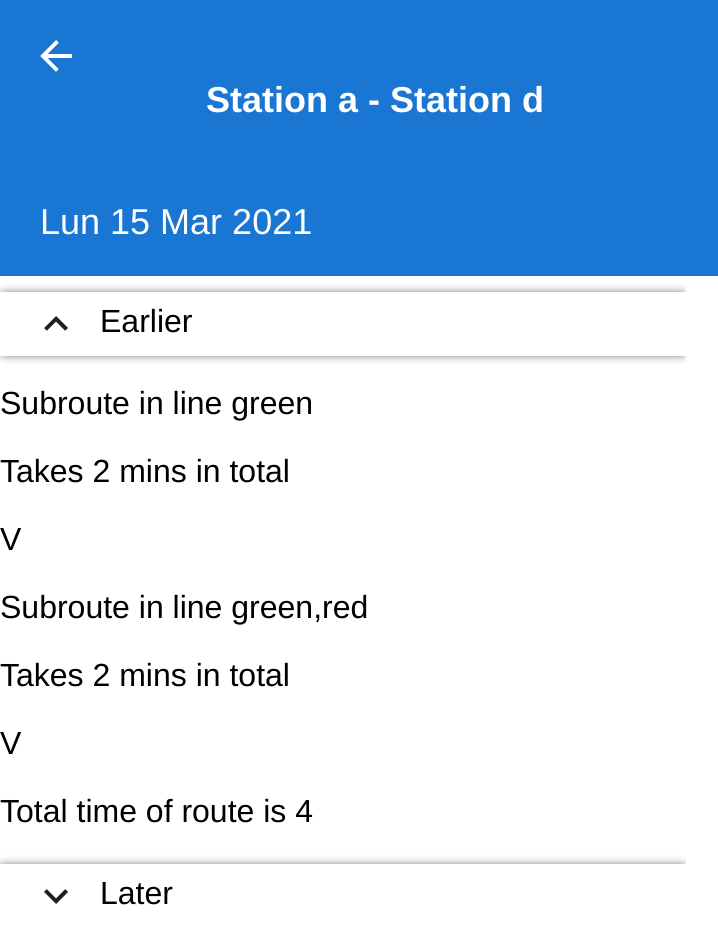 Station a - Station d
Lun 15 Mar 2021
Earlier
Subroute in line green
Takes 2 mins in total
V
Subroute in line green,red
Takes 2 mins in total
V
Total time of route is 4
Later